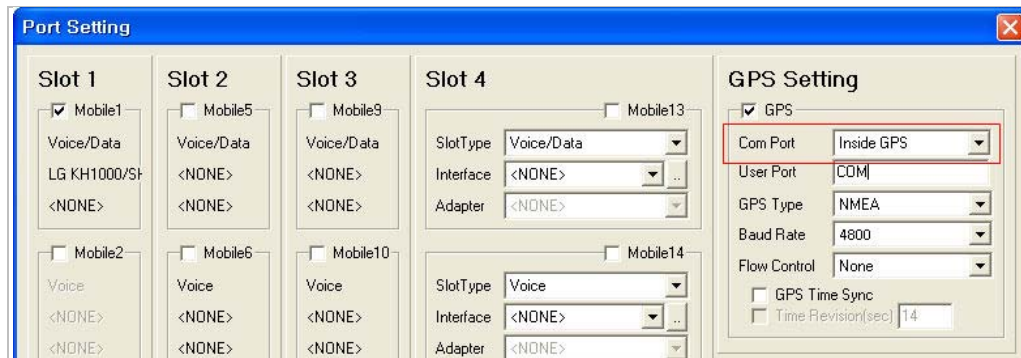 Port Setting
Slot 1
Mobile1
Voice/Data
LG KH1000/SH
<NONE>
Mobile2
Voice
<NONE>
<NONE>
Slot 2
Mobile5
Voice/Data
<NONE>
<NONE>
Mobile6
Voice
<NONE>
<NONE>
Slot 3
Mobile9
Voice/Data
<NONE>
<NONE>
Mobile10
Voice
<NONE>
<NONE>
Slot 4
Mobile13
SlotType Voice/Data
Interface <NONE> ..
Adapter <NONE>
Mobile14
SlotType Voice
Interface <NONE> ..
Adapter <NONE>
GPS Setting
GPS
Com Port Inside GPS
User Port COM
GPS Type NMEA
Baud Rate 4800
Flow Control None
GPS Time Sync
Time Revision(sec) 14